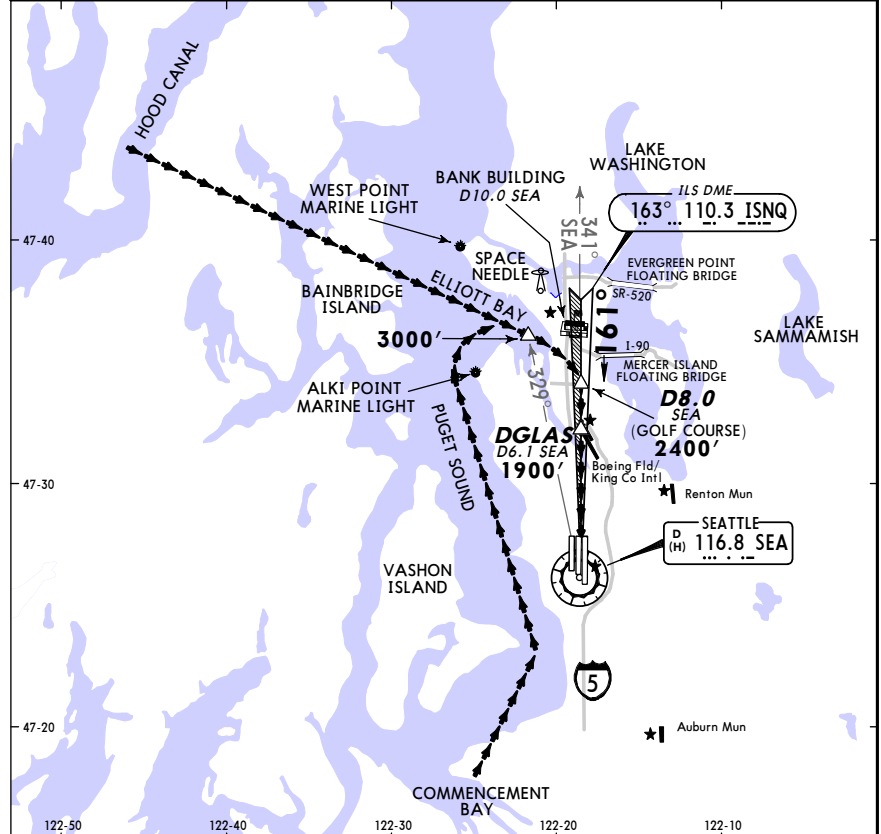 HOOD CANAL
LAKE
WASHINGTON
BANK BUILDING
D10.0 SEA
WEST POINT
MARINE LIGHT
ILS DME
163° 110.3 ISNQ
341°
SEA
47-40
SPACE
NEEDLE
EVERGREEN POINT
FLOATING BRIDGE
SR-520
ELLIOTT BAY
BAINBRIDGE
ISLAND
161°
LAKE
SAMMAMISH
3000'
I-90
MERCER ISLAND
FLOATING BRIDGE
329°
ALKI POINT
MARINE LIGHT
D8.0
SEA
(GOLF COURSE)
2400'
PUGET SOUND
DGLAS
D6.1 SEA
1900'
Boeing Fld/
King Co Intl
47-30
Renton Mun
SEATTLE
D
(H)
116.8 SEA
VASHON
ISLAND
5
47-20
Auburn Mun
COMMENCEMENT
BAY
122-50
122-40
122-30
122-20
122-10